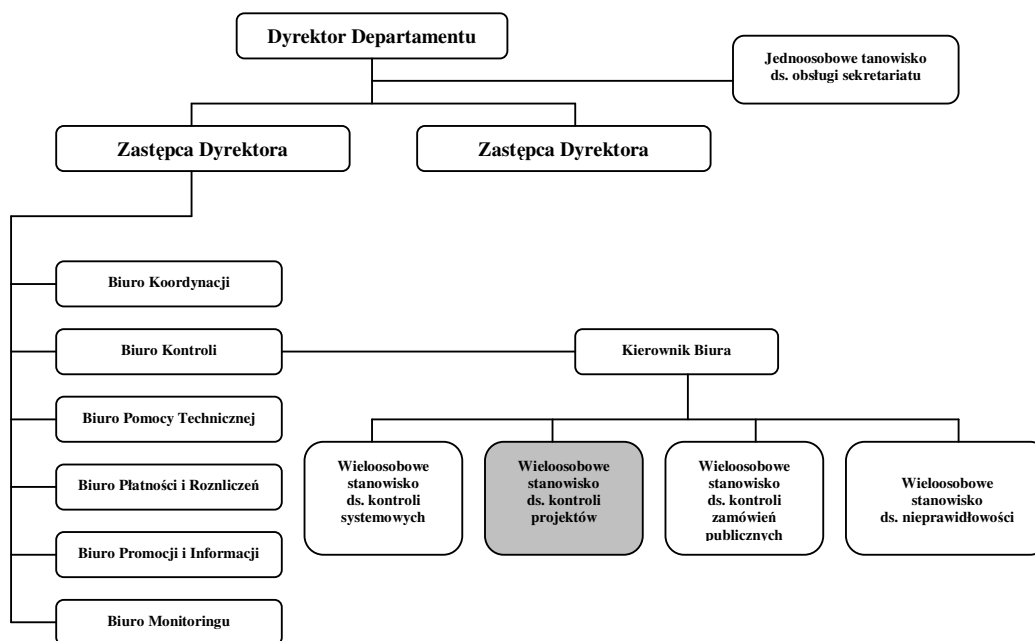 Dyrektor Departamentu
Jednoosobowe tanowisko
ds. obsługi sekretariatu
Zastępca Dyrektora
Zastępca Dyrektora
Biuro Koordynacji
Biuro Kontroli
Kierownik Biura
Biuro Pomocy Technicznej
Wieloosobowe
stanowisko
ds. kontroli
systemowych
Wieloosobowe
stanowisko
ds. kontroli
projektów
Wieloosobowe
stanowisko
ds. kontroli
zamówień
publicznych
Wieloosobowe
stanowisko
ds. nieprawidłowości
Biuro Płatności i Roznliczeń
Biuro Promocji i Informacji
Biuro Monitoringu